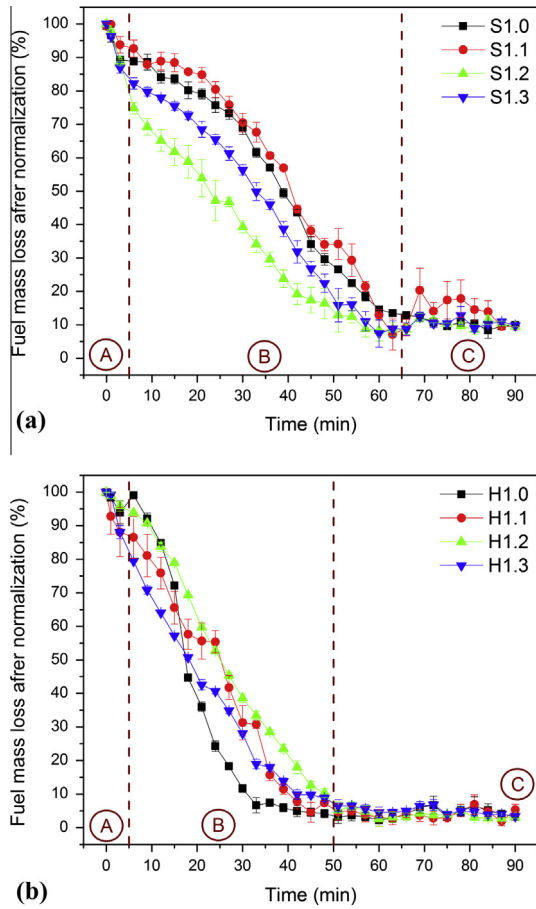 100
90
80
70
60
50
40
30
20
10
0
Fuel mass loss afrer normalization (%)
S1.0
S1.1
S1.2
S1.3
A
B
C
0 10 20 30 40 50 60 70 80 90
(a)
Time (min)
100
90
80
70
60
50
40
30
20
10
0
Fuel mass loss afrer normalization (%)
H1.0
H1.1
H1.2
H1.3
A
B
C
0 10 20 30 40 50 60 70 80 90
(b)
Time (min)